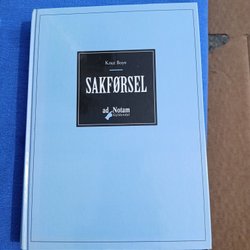 Knut Boye
SAKFØRSEL
ad Notam
Gyldendal